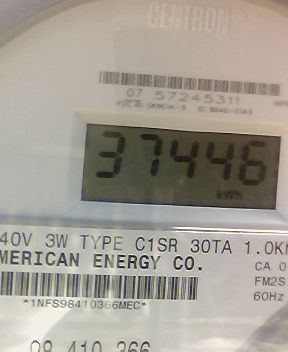 CENTRON®
07 57245311
37446
kWh
40V 3W TYPE C1SR 30TA 1.0K
MERICAN ENERGY CO.
CA 0
FM2S
60Hz
*1NFS98410366MEC*
98 410 366